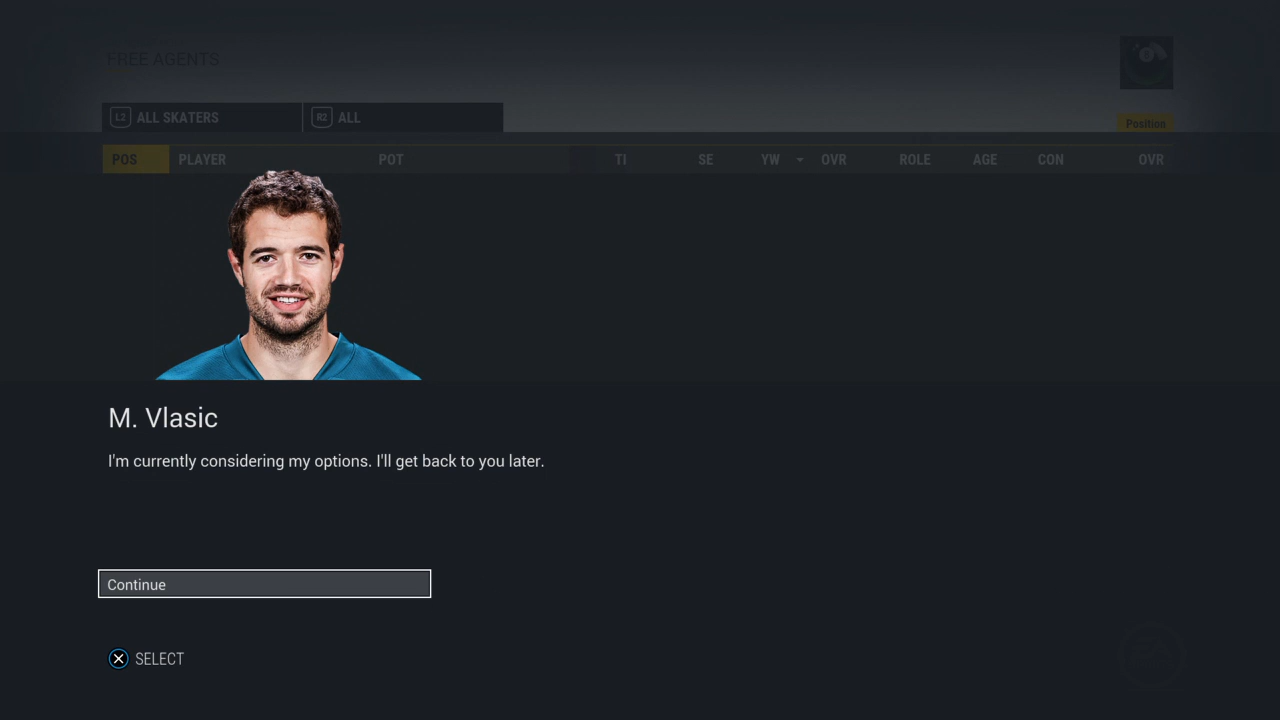 FREE AGENTS
L2 ALL SKATERS R2 ALL
Position
POS PLAYER POT TI SE YW OVR ROLE AGE CON OVR
M. Vlasic
I'm currently considering my options. I'll get back to you later.
Continue
SELECT
EA